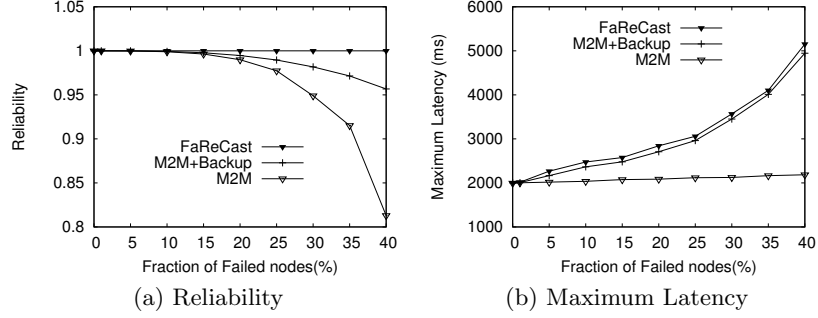 1.05
1
0.95
0.9
0.85
0.8
Reliability
FaReCast
M2M+Backup
M2M
0 5 10 15 20 25 30 35 40
Fraction of Failed nodes(%)
(a) Reliability
6000
5000
4000
3000
2000
1000
Maximum Latency (ms)
FaReCast
M2M+Backup
M2M
0 5 10 15 20 25 30 35 40
Fraction of Failed nodes(%)
(b) Maximum Latency